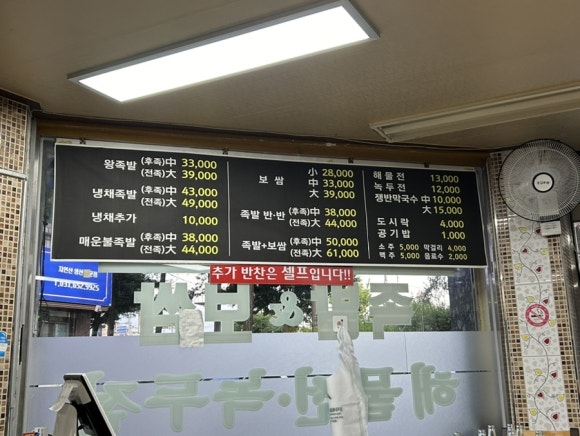 왕족발 (후족)中 33,000
(전족)大 39,000
냉채족발 (후족)中 43,000
(전족)大 49,000
냉채추가 10,000
매운불족발 (후족)中 38,000
(전족)大 44,000
보 쌈 小 28,000
中 33,000
大 39,000
족발 반·반 (후족)中 38,000
(전족)大 44,000
족발+보쌈 (후족)中 50,000
(전족)大 61,000
해 물 전 13,000
녹 두 전 12,000
쟁반막국수 中 10,000
大 15,000
도 시 락 4,000
공 기 밥 1,000
소 주 5,000 막걸리 4,000
맥 주 5,000 음료수 2,000
추가 반찬은 셀프입니다!!
족발&보쌈
해물전·녹두전